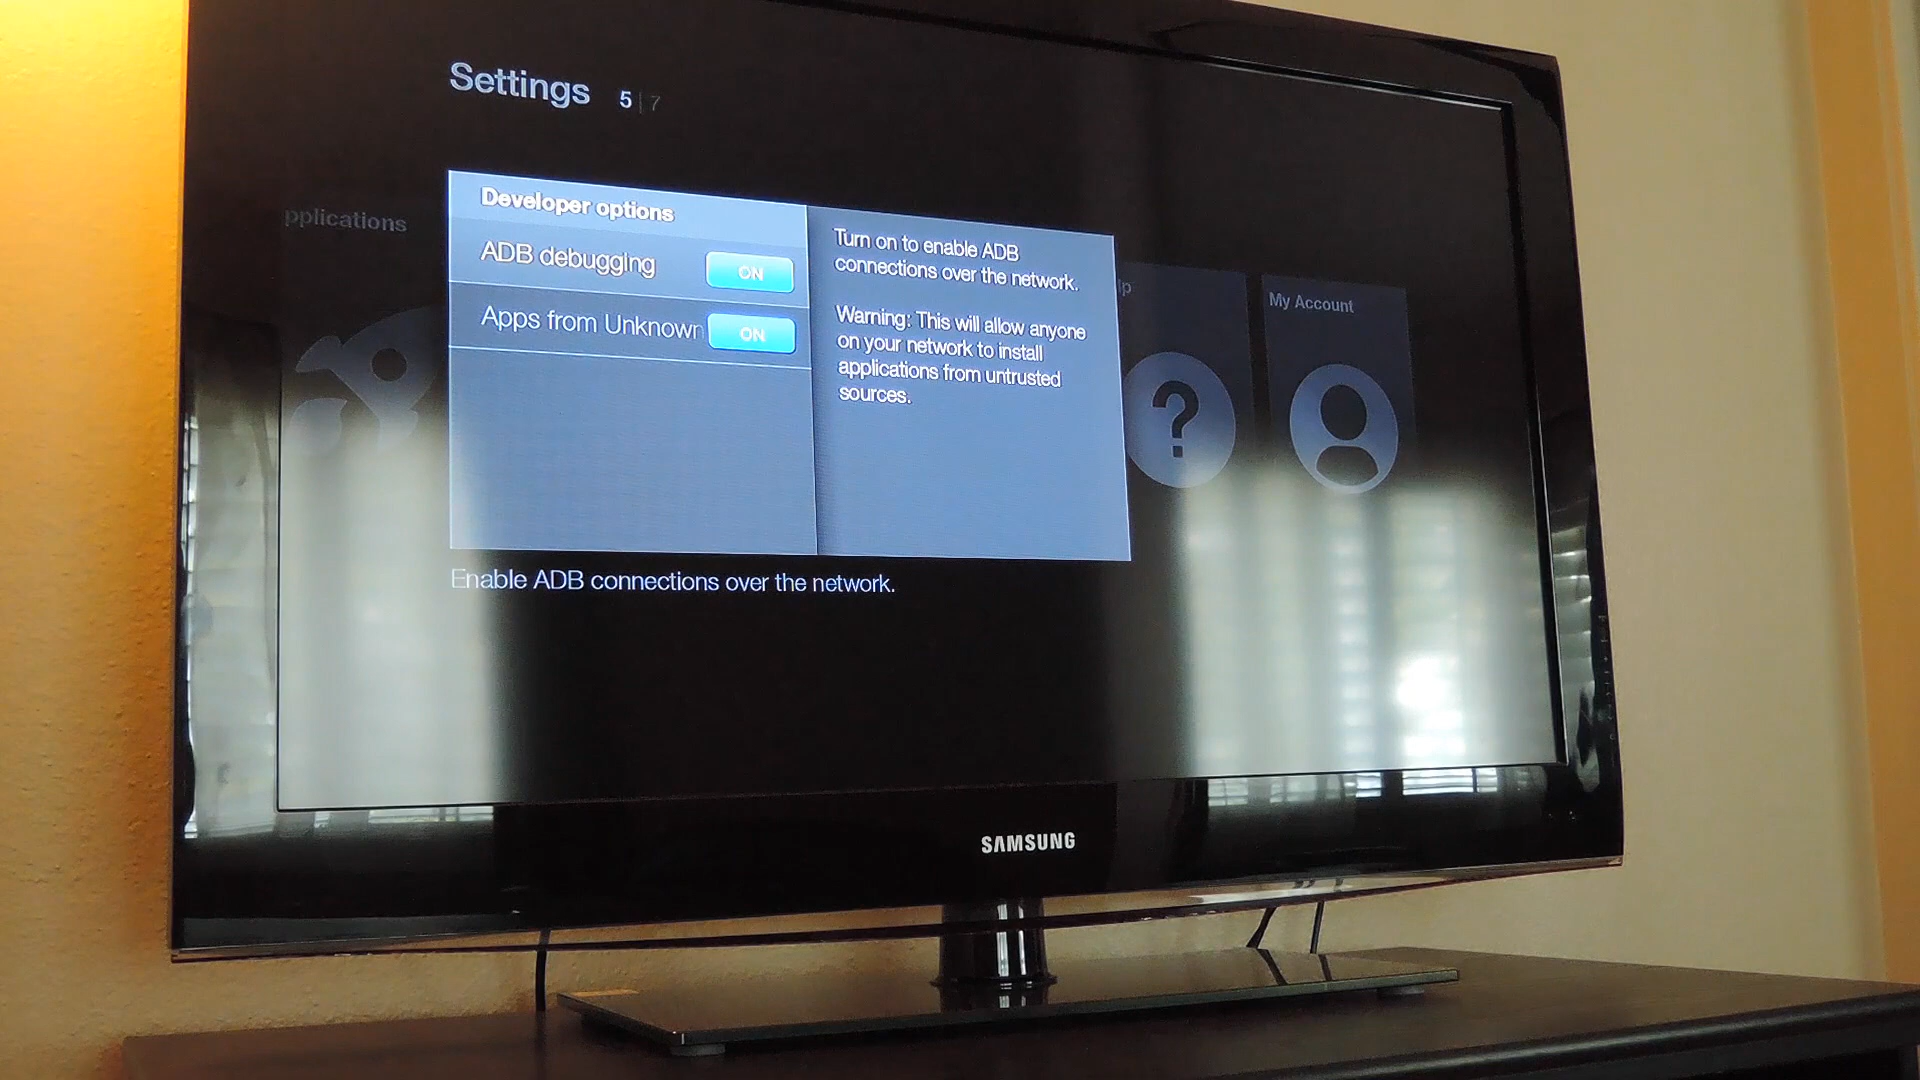 Settings 5 | 7
pplications
Developer options
ADB debugging ON
Apps from Unknown ON
Turn on to enable ADB
connections over the network.
Warning: This will allow anyone
on your network to install
applications from untrusted
sources.
lp
My Account
?
Enable ADB connections over the network.
SAMSUNG